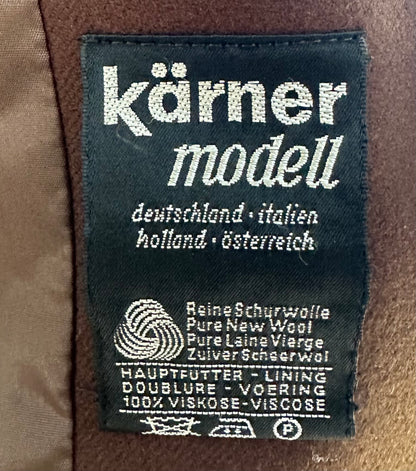 kärner
modell
deutschland · italien
holland · österreich
Reine Schurwolle
Pure New Wool
Pure Laine Vierge
Zuiver Scheerwol
HAUPTFUTTER - LINING
DOUBLURE - VOERING
100% VISKOSE-VISCOSE
P